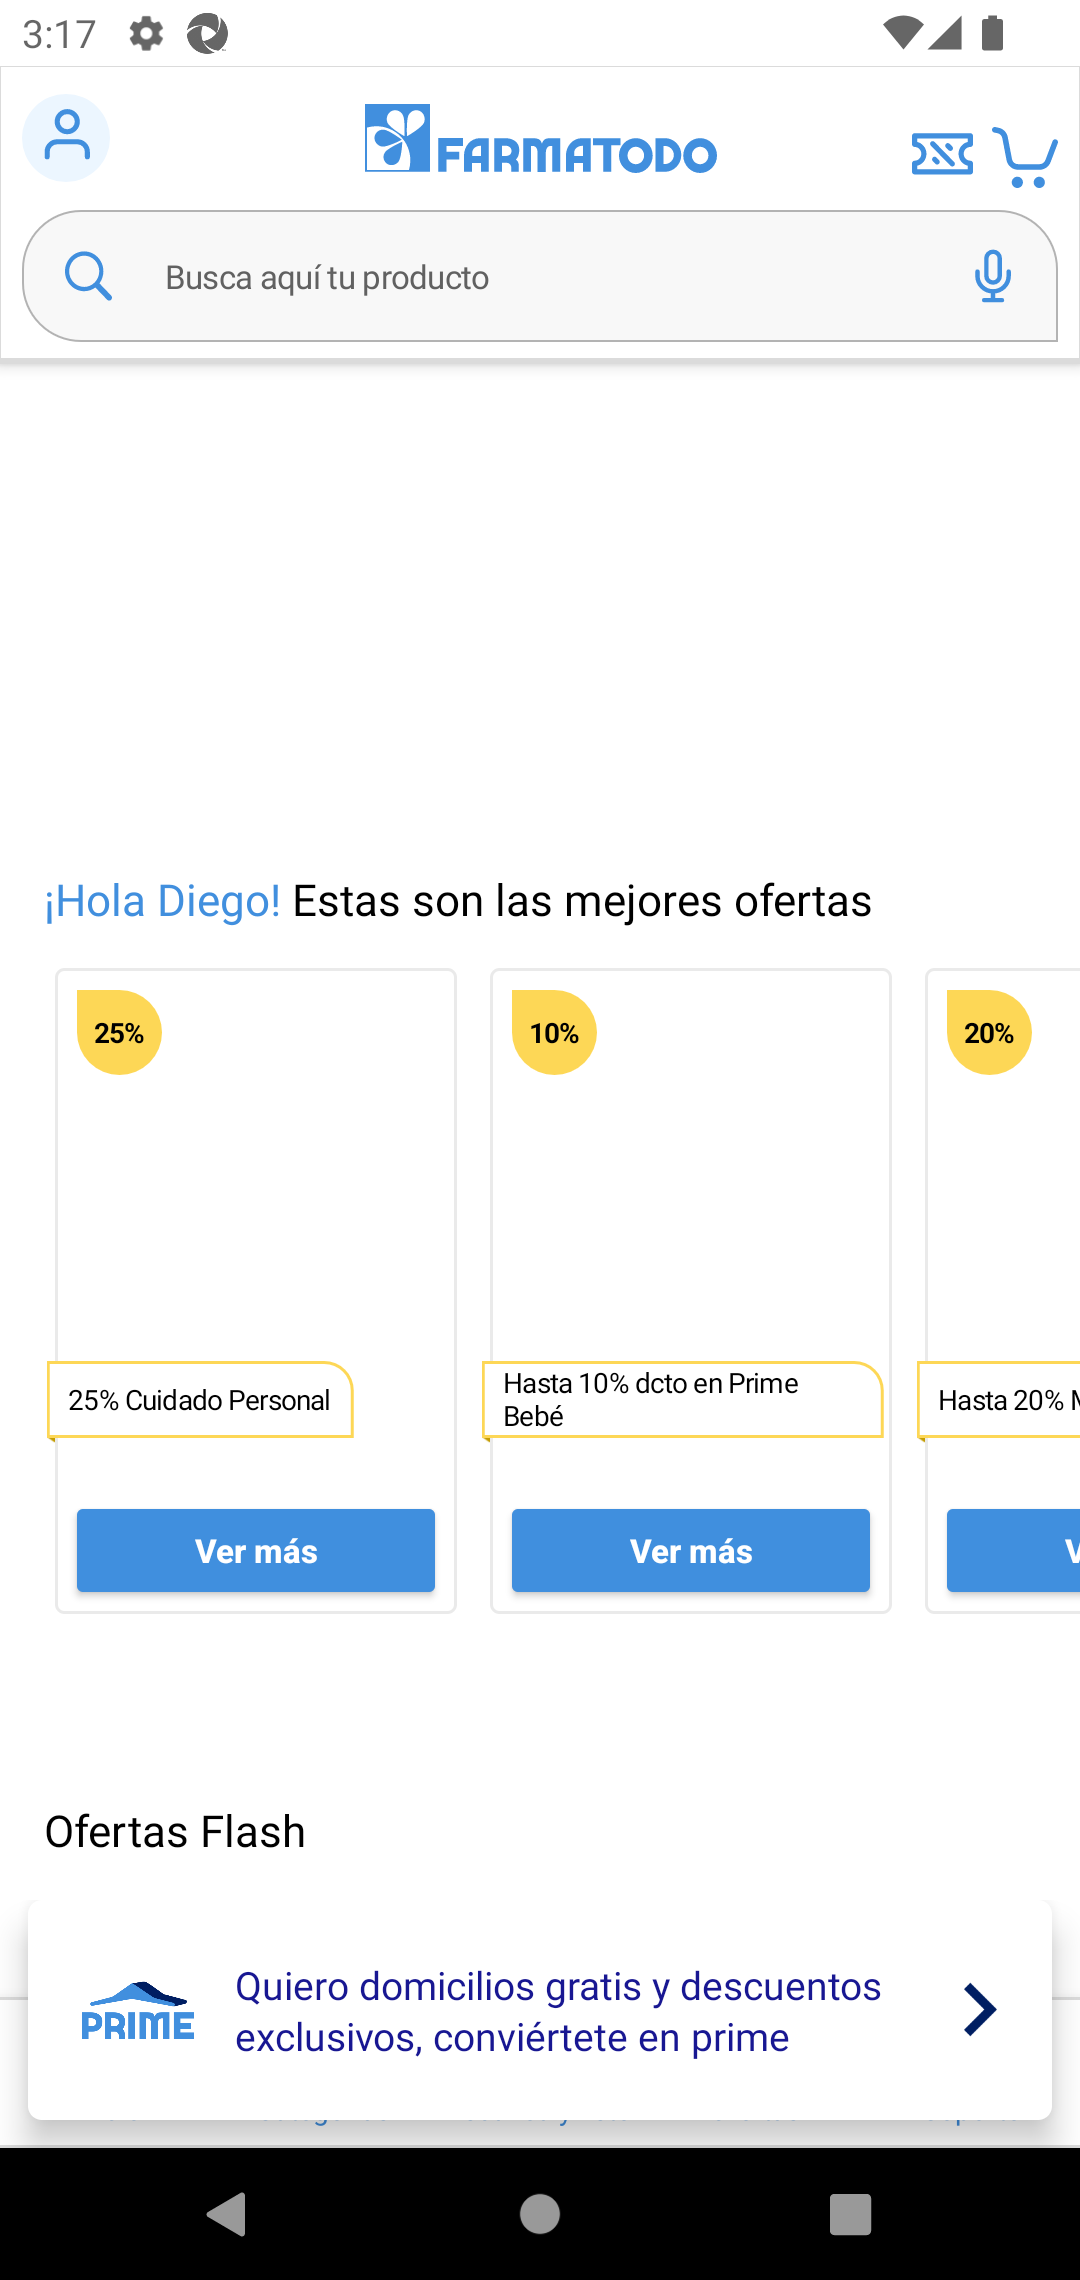 3:17
FARMATODO
Busca aquí tu producto
¡Hola Diego! Estas son las mejores ofertas
25%
10%
20%
25% Cuidado Personal
Hasta 10% dcto en Prime
Bebé
Hasta 20%
Ver más
Ver más
Ofertas Flash
PRIME
Quiero domicilios gratis y descuentos
exclusivos, conviértete en prime